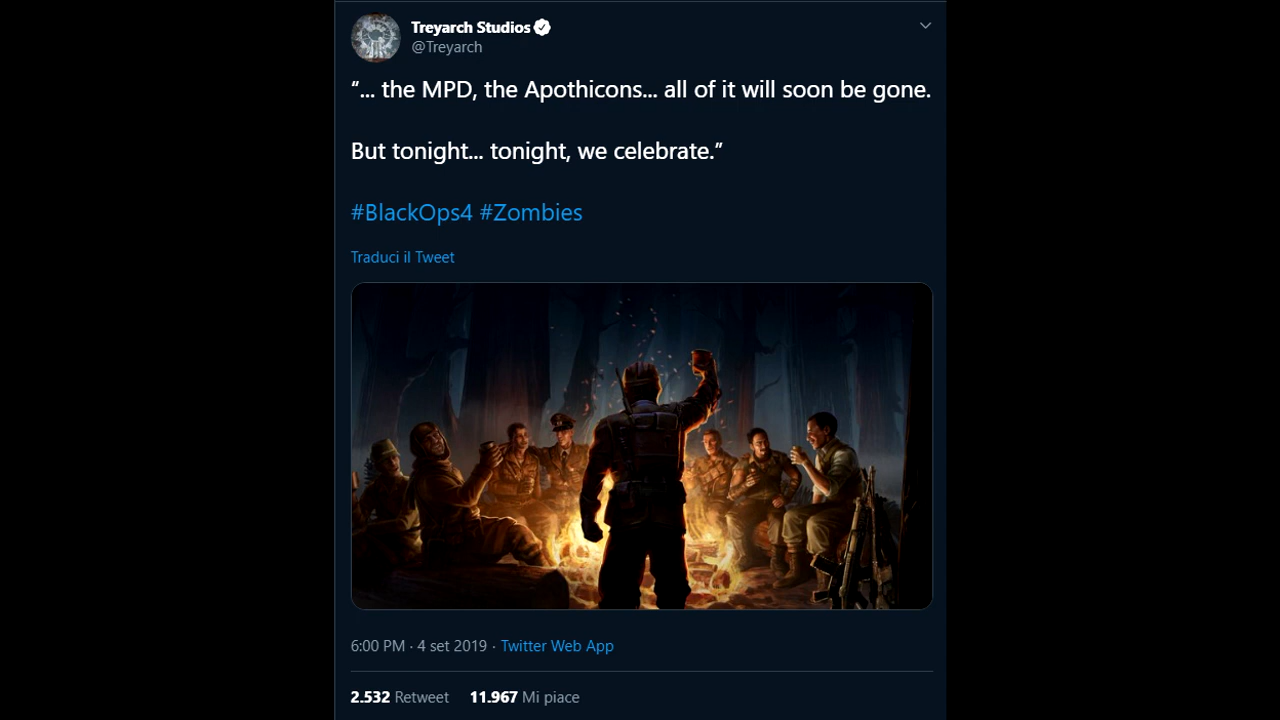 Treyarch Studios
@Treyarch
“... the MPD, the Apothicons... all of it will soon be gone.
But tonight... tonight, we celebrate.”
#BlackOps4 #Zombies
Traduci il Tweet
6:00 PM · 4 set 2019 · Twitter Web App
2.532 Retweet 11.967 Mi piace